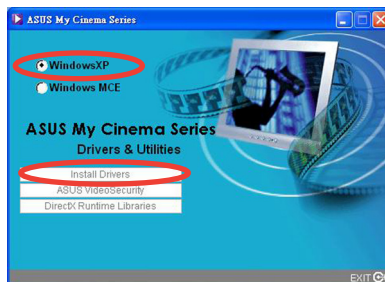 ASUS My Cinema Series
WindowsXP
Windows MCE
ASUS My Cinema Series
Drivers & Utilities
Install Drivers
ASUS VideoSecurity
DirectX Runtime Libraries
EXIT